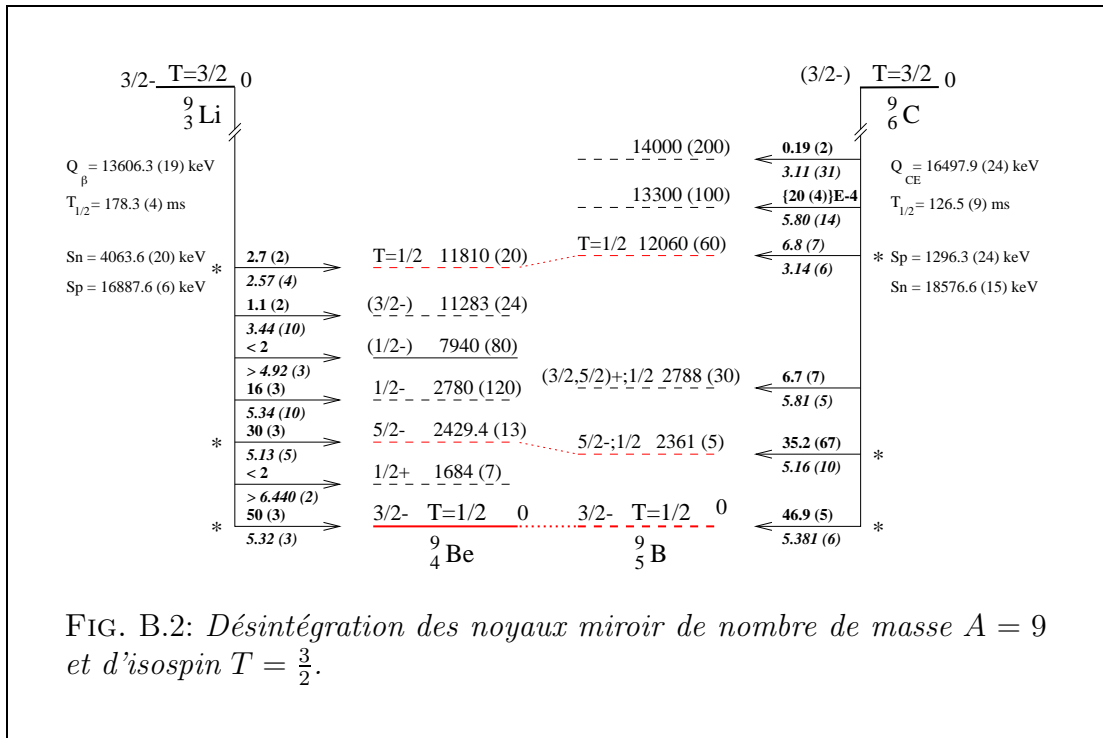 3/2- T=3/2 0
(3/2-) T=3/2 0
9 3 Li
9 6 C
14000 (200)
0.19 (2)
3.11 (31)
Qβ = 13606.3 (19) keV
QCE = 16497.9 (24) keV
13300 (100)
{20 (4)}E-4
5.80 (14)
T1/2 = 178.3 (4) ms
T1/2 = 126.5 (9) ms
T=1/2 12060 (60)
6.8 (7)
3.14 (6)
Sn = 4063.6 (20) keV
* Sp = 1296.3 (24) keV
* 2.7 (2)
2.57 (4)
T=1/2 11810 (20)
Sp = 16887.6 (6) keV
Sn = 18576.6 (15) keV
1.1 (2)
3.44 (10)
(3/2-) 11283 (24)
< 2
> 4.92 (3)
(1/2-) 7940 (80)
(3/2,5/2)+;1/2 2788 (30)
6.7 (7)
5.81 (5)
16 (3)
5.34 (10)
1/2- 2780 (120)
30 (3)
* 5.13 (5)
5/2- 2429.4 (13)
5/2-;1/2 2361 (5)
35.2 (67)
5.16 (10) *
< 2
> 6.440 (2)
1/2+ 1684 (7)
50 (3)
* 5.32 (3)
3/2- T=1/2 0
3/2- T=1/2 0
46.9 (5)
5.381 (6) *
9 4 Be
9 5 B
FIG. B.2: Désintégration des noyaux miroir de nombre de masse A = 9
et d'isospin T = 3/2.